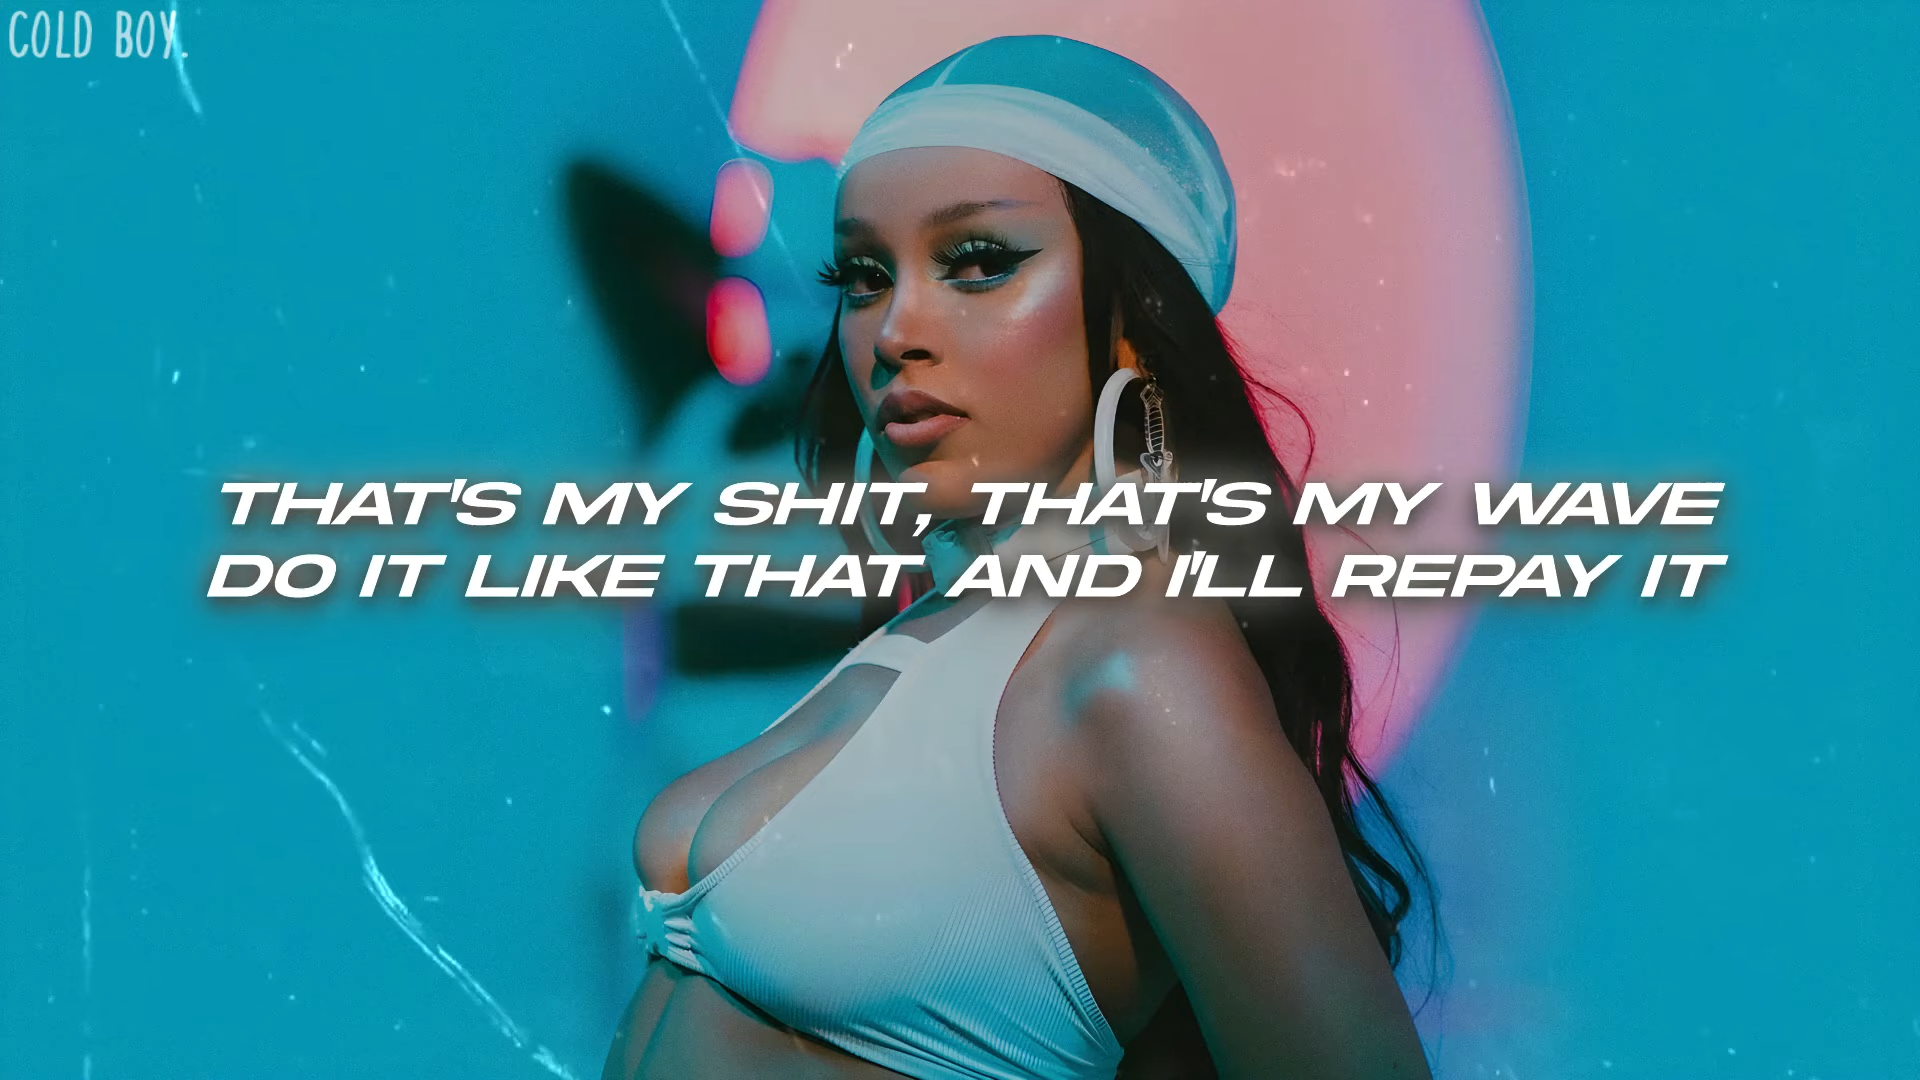 COLD BOY.
THAT'S MY SHIT, THAT'S MY WAVE
DO IT LIKE THAT AND I'LL REPAY IT